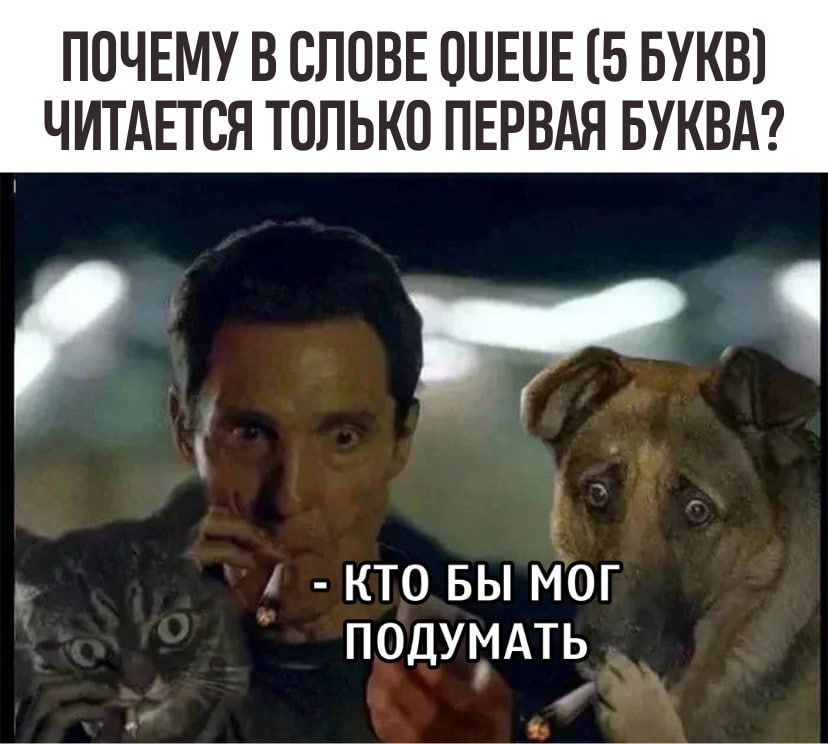 ПОЧЕМУ В СЛОВЕ QUEUE (5 БУКВ)
ЧИТАЕТСЯ ТОЛЬКО ПЕРВАЯ БУКВА?
- КТО БЫ МОГ
ПОДУМАТЬ